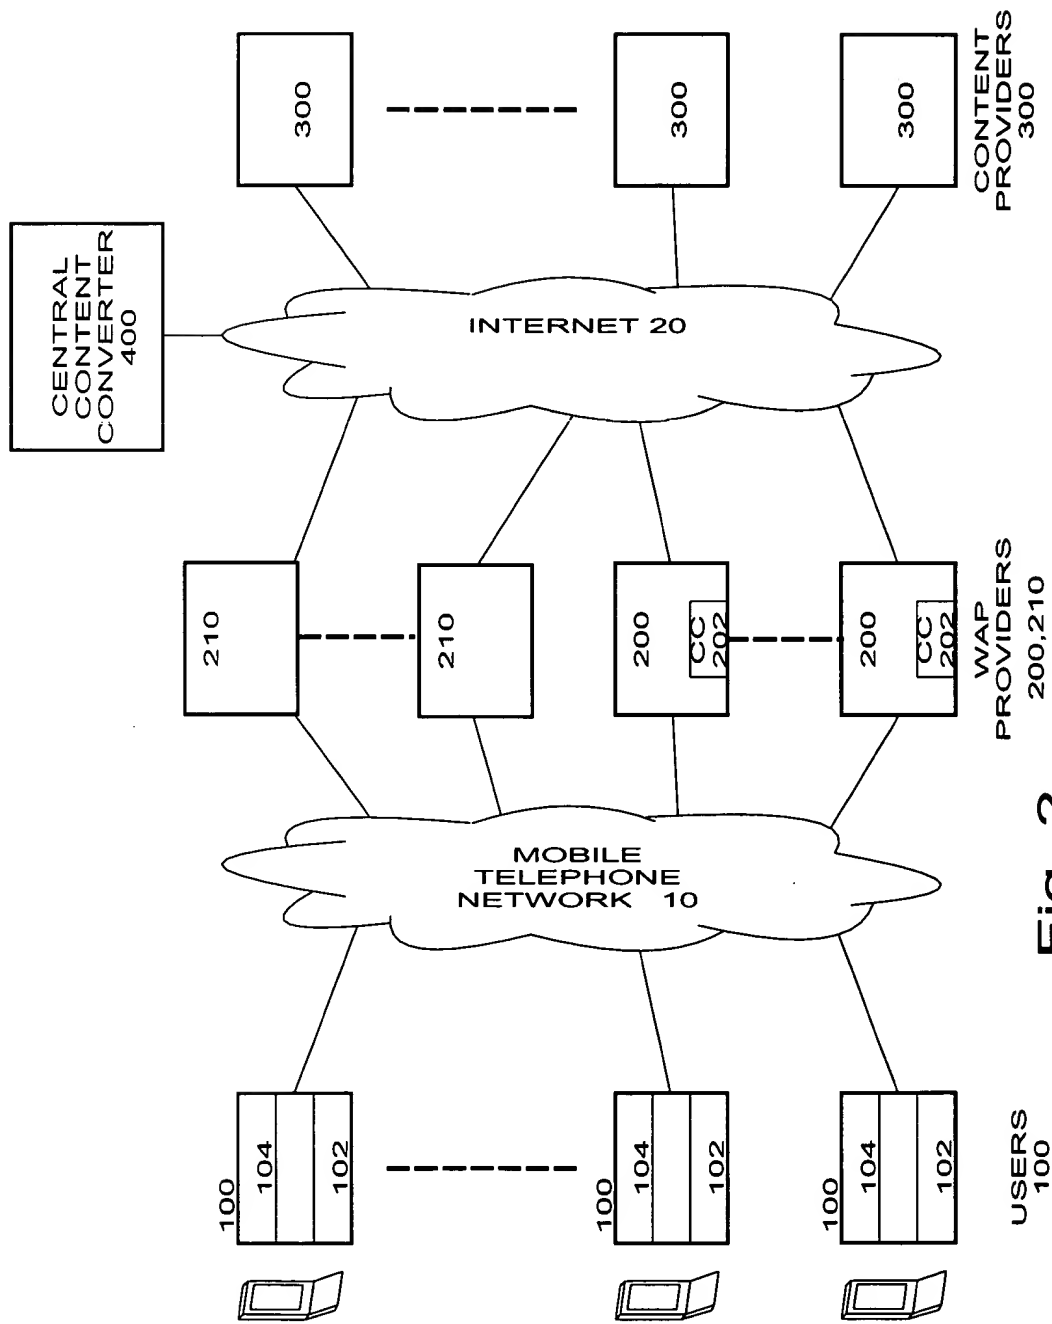 CENTRAL
CONTENT
CONVERTER
400
100
104
102
210
300
210
MOBILE
TELEPHONE
NETWORK 10
INTERNET 20
100
104
102
200
CC
202
300
100
104
102
200
CC
202
300
USERS
100
WAP
PROVIDERS
200,210
CONTENT
PROVIDERS
300
Fig. 2